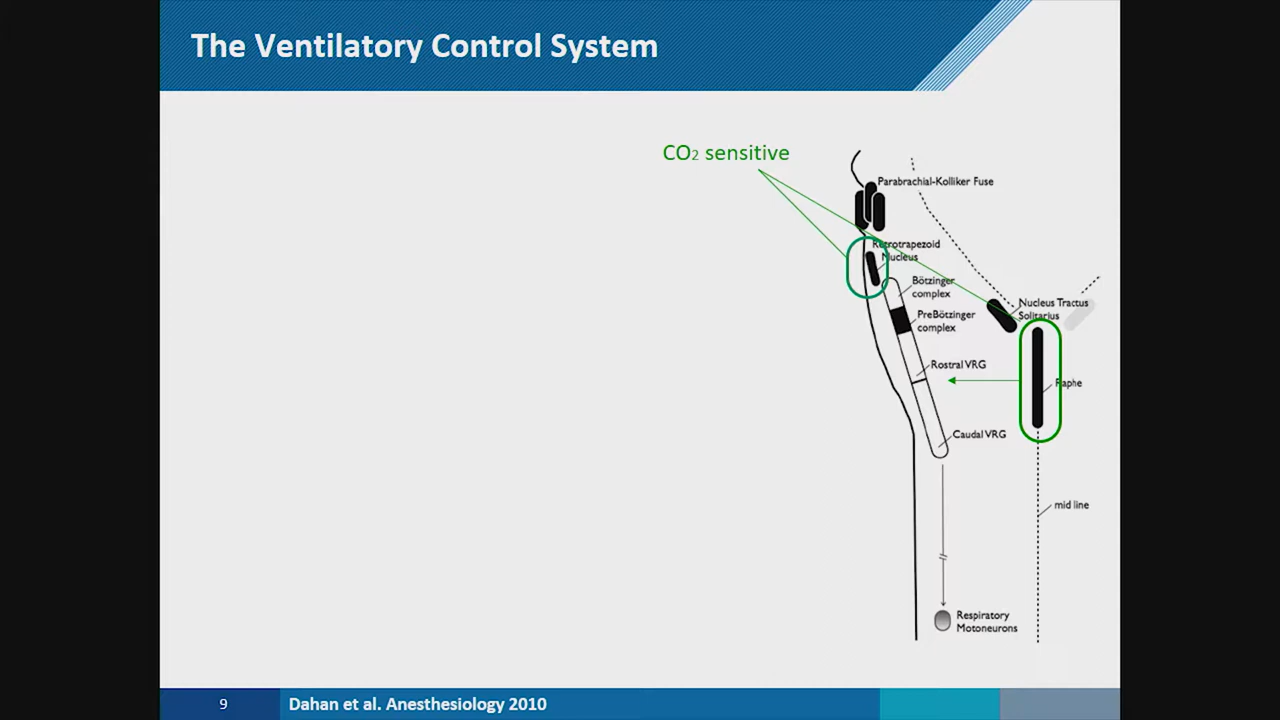 The Ventilatory Control System
CO2 sensitive
Parabrachial-Kolliker Fuse
Retrotrapezoid
Nucleus
Bötzinger
complex
PreBötzinger
complex
Nucleus Tractus
Solitarius
Rostral VRG
Raphe
Caudal VRG
mid line
Respiratory
Motoneurons
9
Dahan et al. Anesthesiology 2010